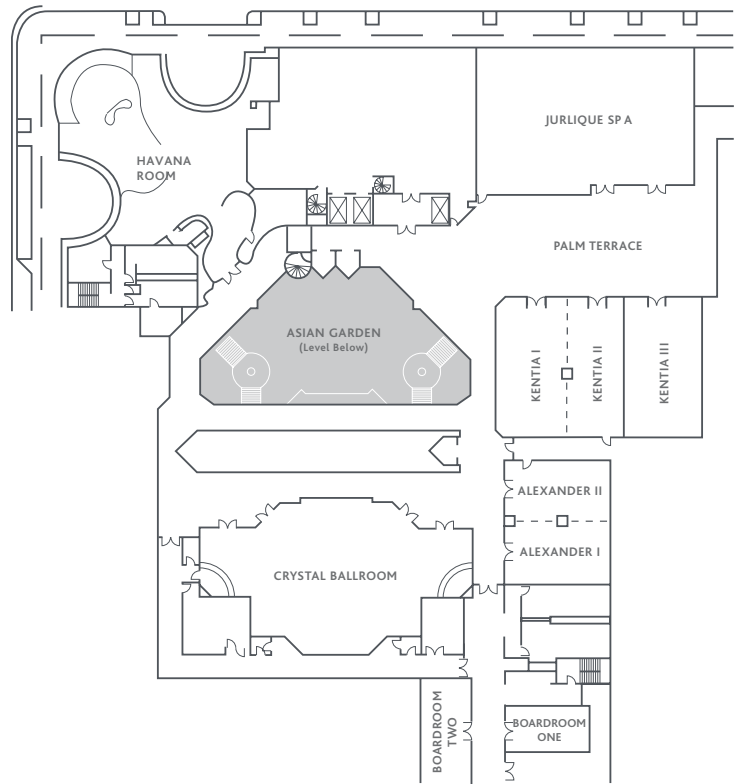 JURLIQUE SPA
HAVANA
ROOM
PALM TERRACE
ASIAN GARDEN
(Level Below)
KENTIA I
KENTIA II
KENTIA III
ALEXANDER II
ALEXANDER I
CRYSTAL BALLROOM
BOARDROOM
TWO
BOARDROOM
ONE